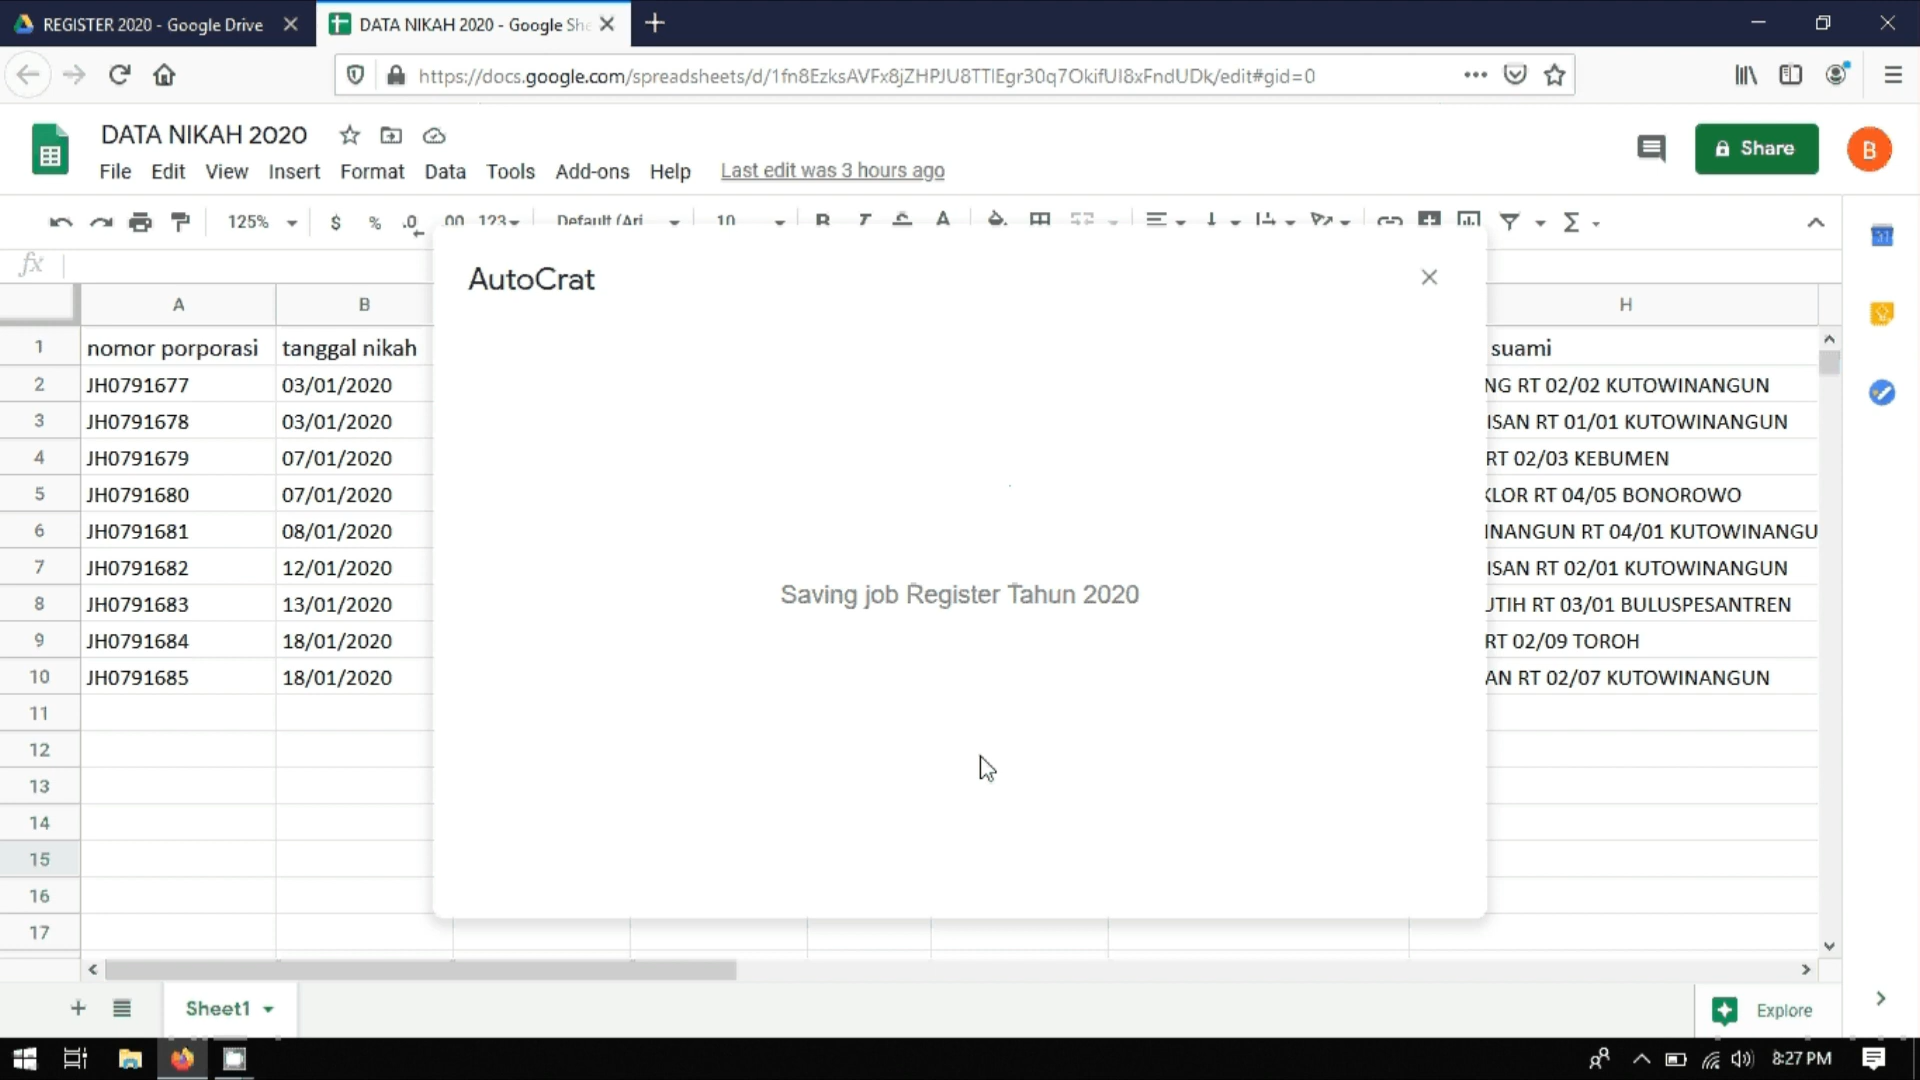 REGISTER 2020 - Google Drive
DATA NIKAH 2020 - Google She
https://docs.google.com/spreadsheets/d/1fn8EzksAVFx8jZHPJU8TTlEgr30q7OkifUI8xFndUDk/edit#gid=0
DATA NIKAH 2020
Share
B
File Edit View Insert Format Data Tools Add-ons Help Last edit was 3 hours ago
125% $ % .0 .00 123 Default (Ari 10 B I S A
fx
AutoCrat
A B H
1 nomor porporasi tanggal nikah suami
2 JH0791677 03/01/2020 NG RT 02/02 KUTOWINANGUN
3 JH0791678 03/01/2020 ISAN RT 01/01 KUTOWINANGUN
4 JH0791679 07/01/2020 RT 02/03 KEBUMEN
5 JH0791680 07/01/2020 KLOR RT 04/05 BONOROWO
6 JH0791681 08/01/2020 INANGUN RT 04/01 KUTOWINANGU
7 JH0791682 12/01/2020 ISAN RT 02/01 KUTOWINANGUN
8 JH0791683 13/01/2020 UTIH RT 03/01 BULUSPESANTREN
9 JH0791684 18/01/2020 RT 02/09 TOROH
10 JH0791685 18/01/2020 AN RT 02/07 KUTOWINANGUN
Saving job Register Tahun 2020
11
12
13
14
15
16
17
Sheet1
Explore
8:27 PM